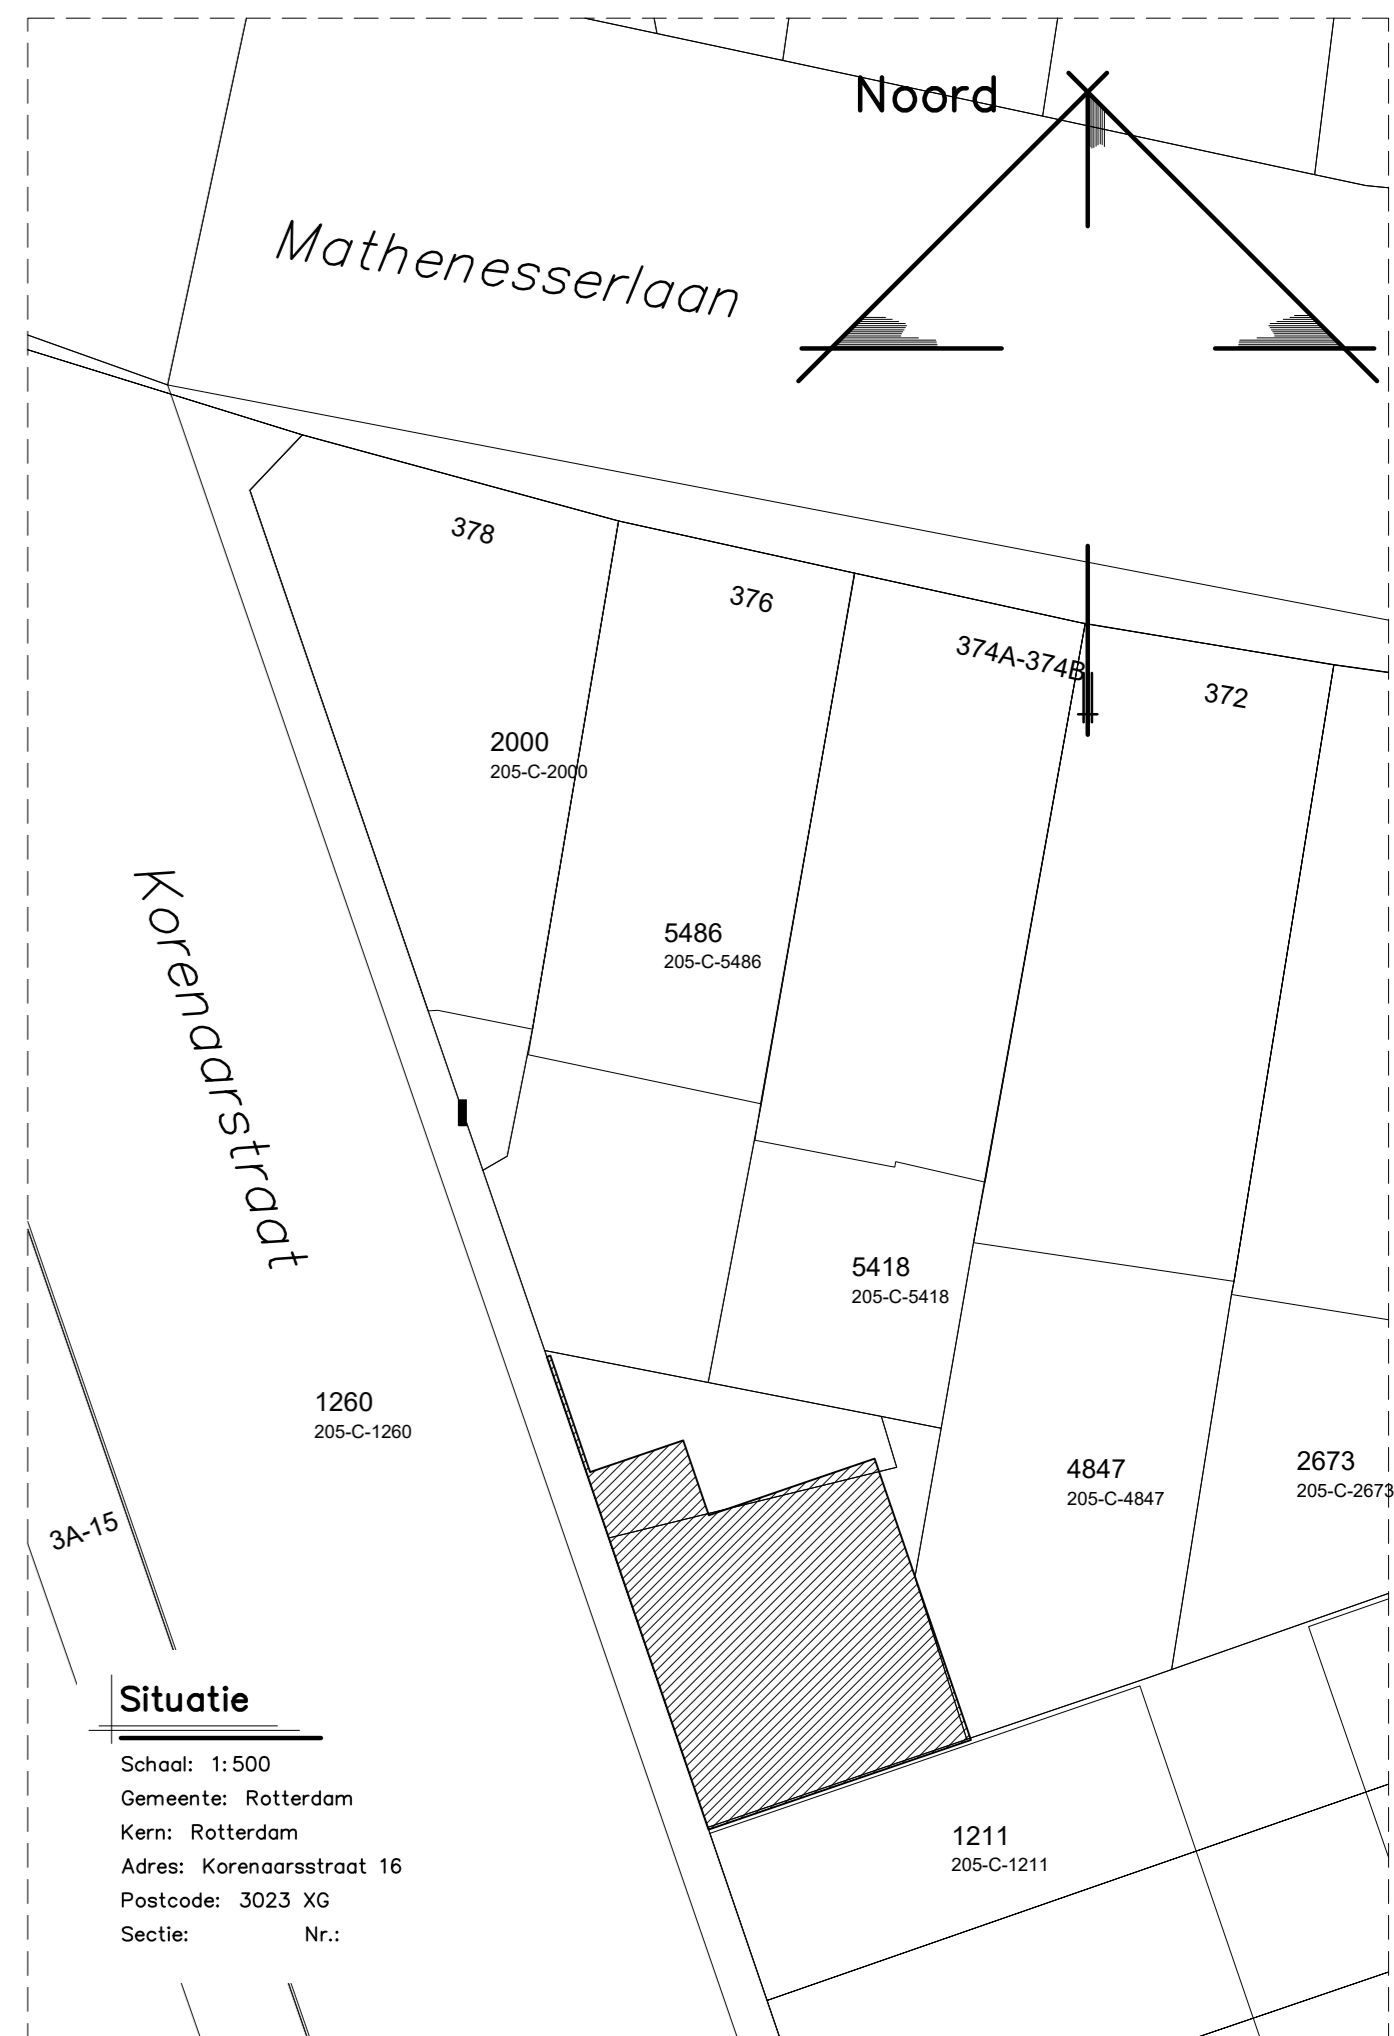 Noord
Mathenesserlaan
378
376
374A-374B
372
2000
205-C-2000
Korenaarstraat
5486
205-C-5486
5418
205-C-5418
1260
205-C-1260
4847
205-C-4847
2673
205-C-2673
3A-15
Situatie
Schaal: 1:500
Gemeente: Rotterdam
Kern: Rotterdam
Adres: Korenaarsstraat 16
Postcode: 3023 XG
Sectie: Nr.:
1211
205-C-1211